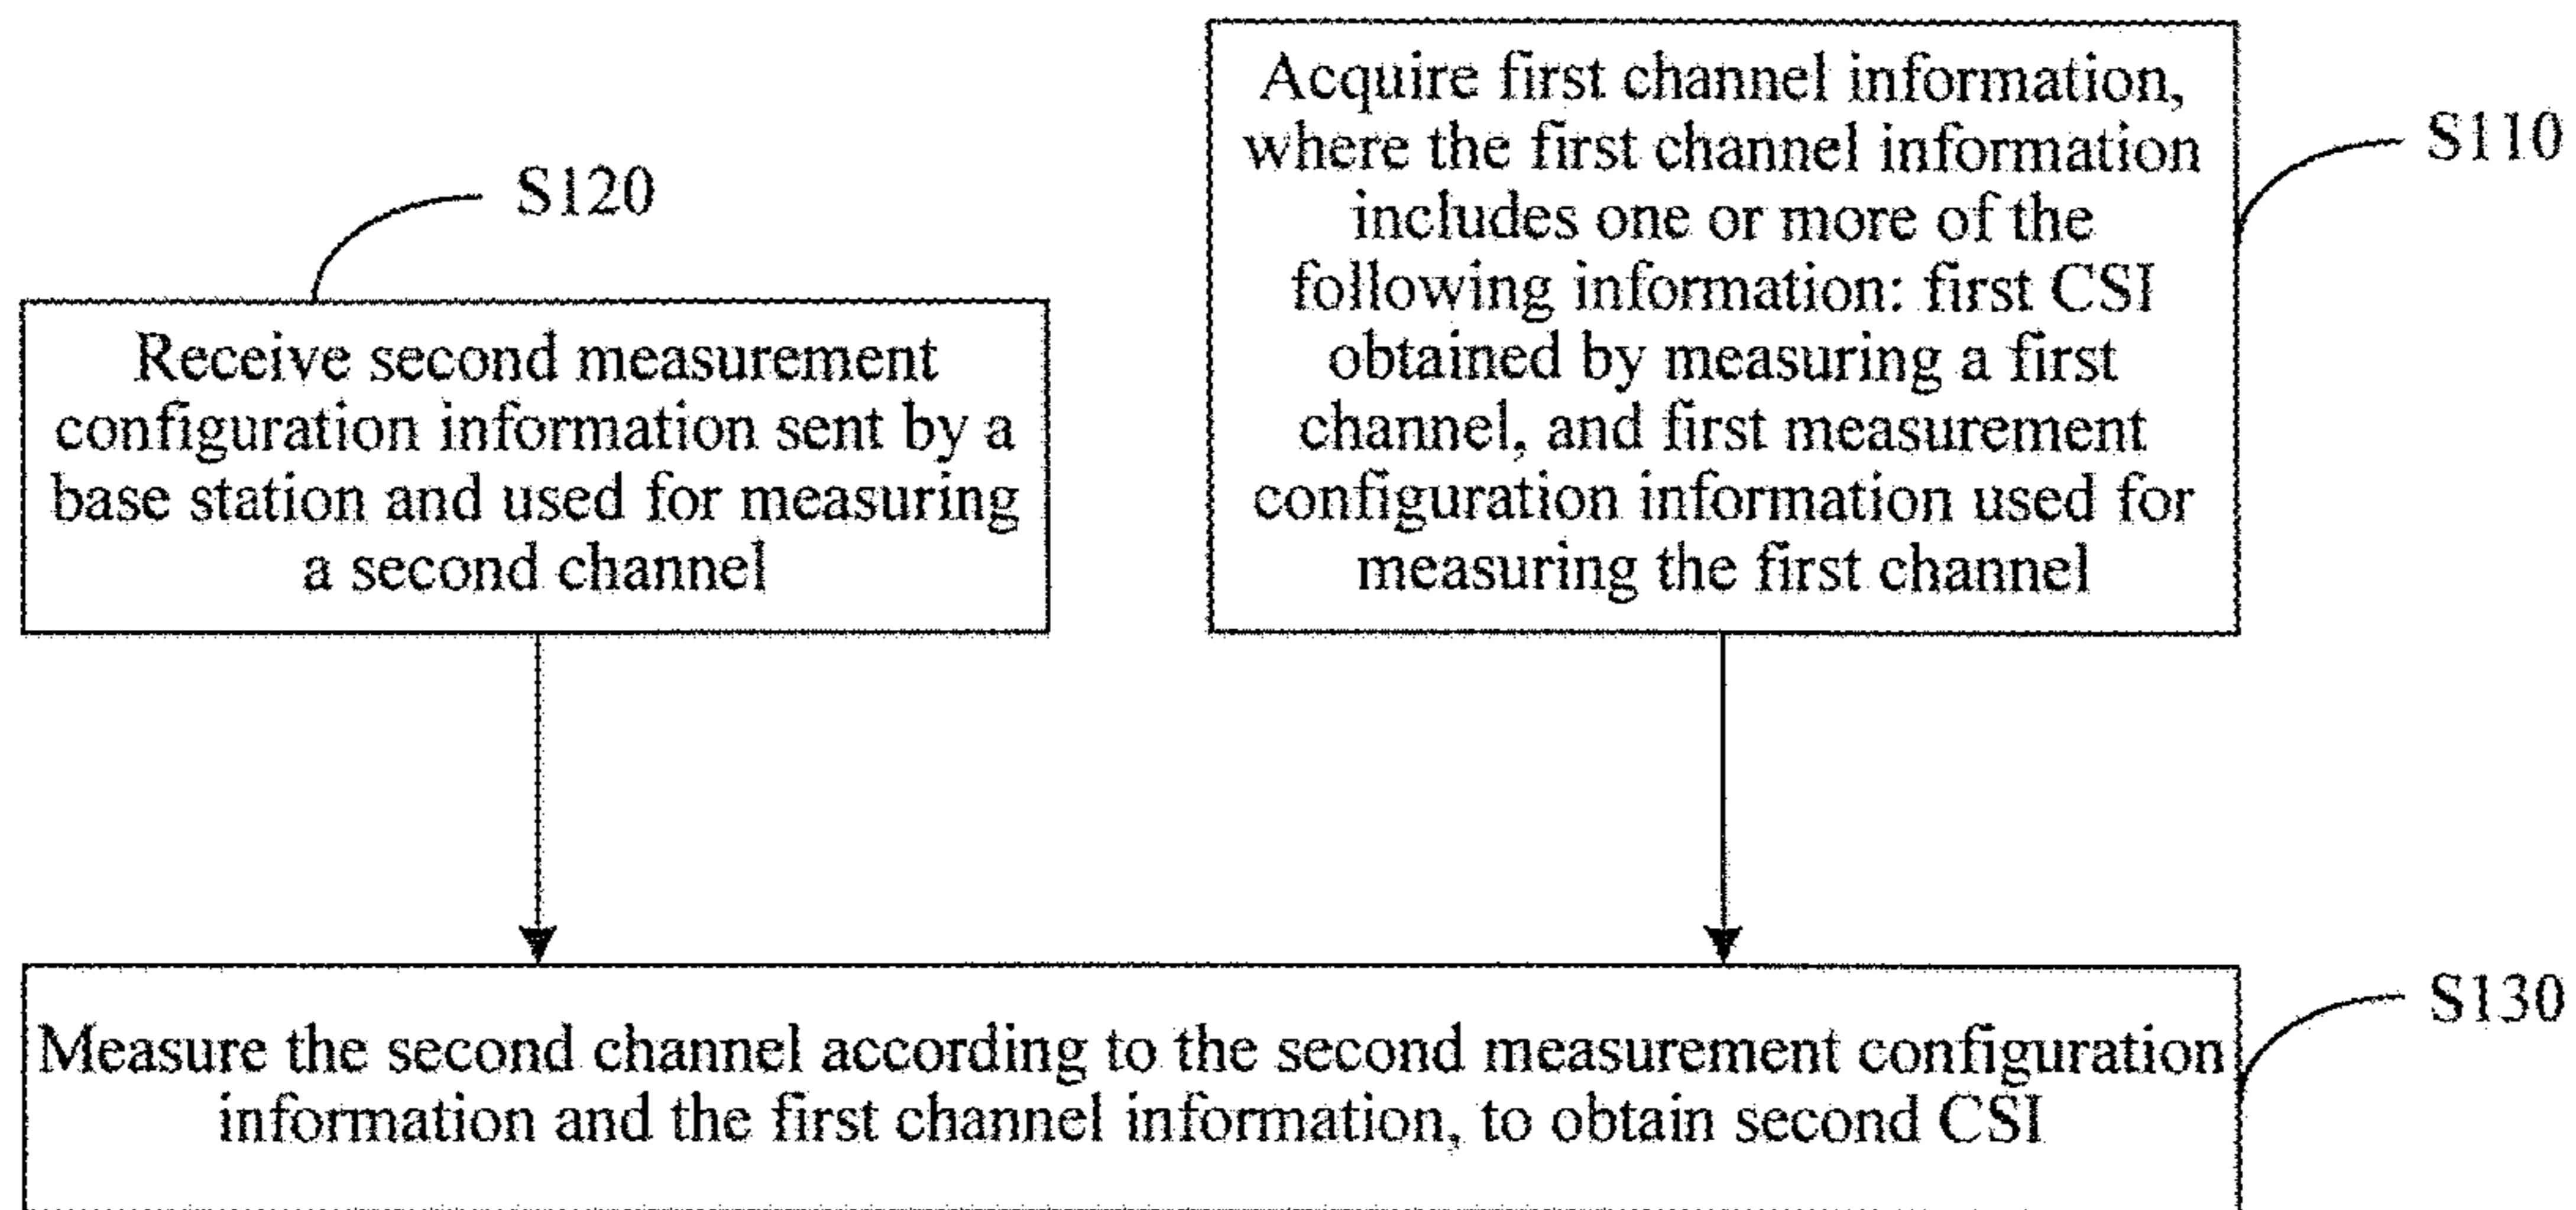 S120
Receive second measurement
configuration information sent by a
base station and used for measuring
a second channel
Acquire first channel information,
where the first channel information
includes one or more of the
following information: first CSI
obtained by measuring a first
channel, and first measurement
configuration information used for
measuring the first channel
S110
Measure the second channel according to the second measurement configuration
information and the first channel information, to obtain second CSI
S130